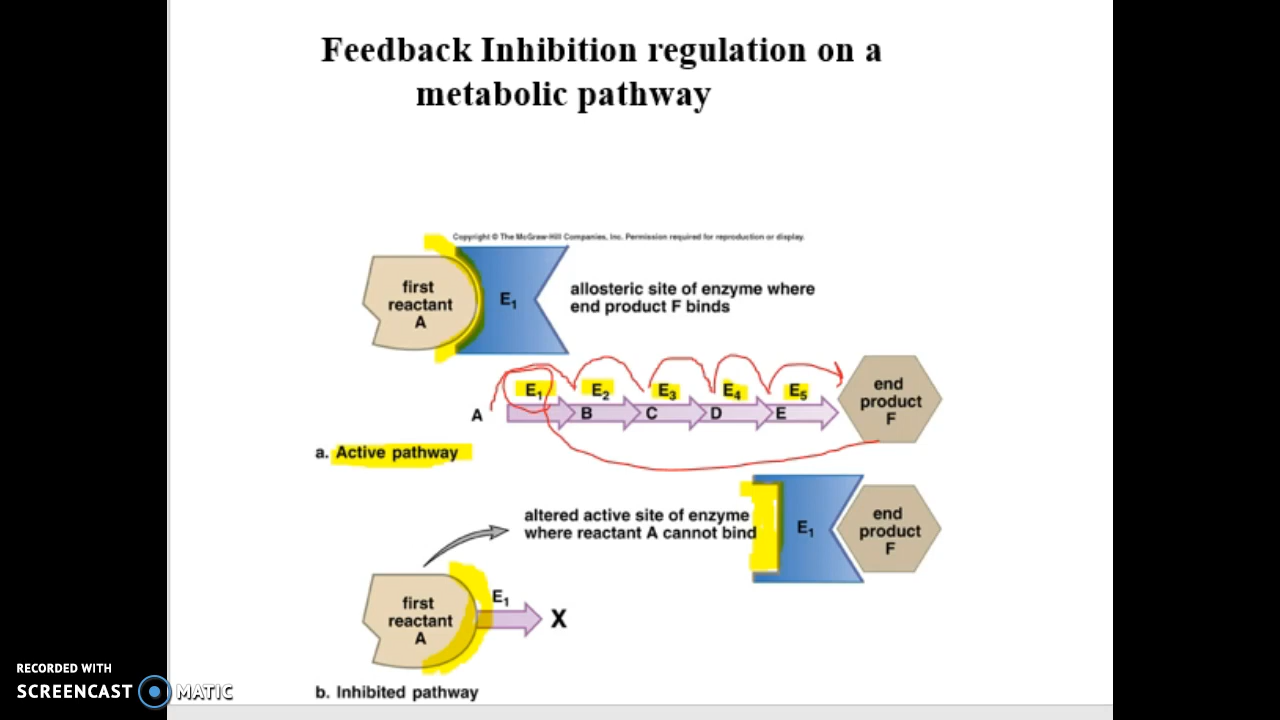 Feedback Inhibition regulation on a
metabolic pathway
Copyright © The McGraw-Hill Companies, Inc. Permission required for reproduction or display.
first
reactant
A
E₁
allosteric site of enzyme where
end product F binds
E₁ E₂ E₃ E₄ E₅
A B C D E
end
product
F
a. Active pathway
altered active site of enzyme
where reactant A cannot bind
E₁
end
product
F
first
reactant
A
E₁
X
b. Inhibited pathway
RECORDED WITH
SCREENCAST MATIC